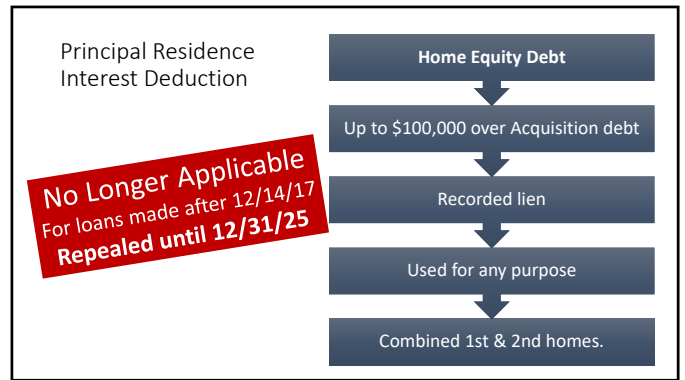 Principal Residence
Interest Deduction
No Longer Applicable
For loans made after 12/14/17
Repealed until 12/31/25
Home Equity Debt
Up to $100,000 over Acquisition debt
Recorded lien
Used for any purpose
Combined 1st & 2nd homes.